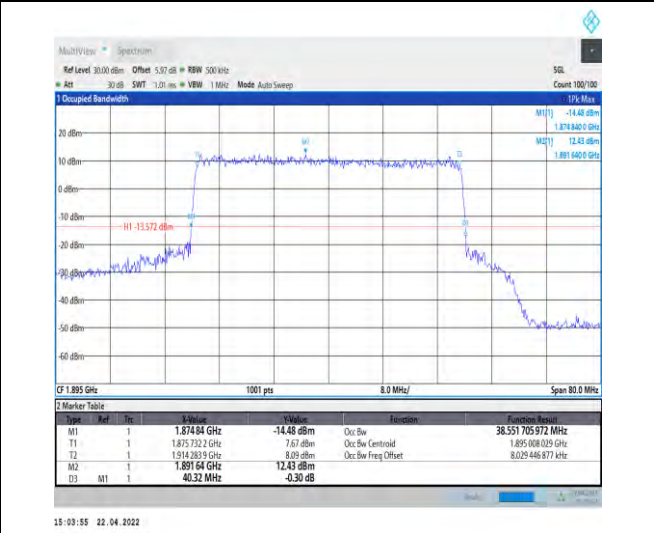 MultiView Spectrum
Ref Level 30.00 dBm Offset 5.97 dB RBW 500 kHz SGL
Att 30 dB SWT 1.01 ms VBW 1 MHz Mode Auto Sweep Count 100/100
1 Occupied Bandwidth 1Pk Max
M1[1] -14.48 dBm
1.874 840 0 GHz
M2[1] 12.43 dBm
1.891 640 0 GHz
20 dBm
10 dBm
0 dBm
-10 dBm
H1 -13.572 dBm
-20 dBm
-30 dBm
-40 dBm
-50 dBm
-60 dBm
CF 1.895 GHz 1001 pts 8.0 MHz/ Span 80.0 MHz
2 Marker Table
Type Ref Trc X-Value Y-Value Function Function Result
M1 1 1.874 84 GHz -14.48 dBm Occ Bw 38.551 705 972 MHz
T1 1 1.875 732 2 GHz 7.67 dBm Occ Bw Centroid 1.895 008 029 GHz
T2 1 1.914 283 9 GHz 8.09 dBm Occ Bw Freq Offset 8.029 446 877 kHz
M2 1 1.891 64 GHz 12.43 dBm
D3 M1 1 40.32 MHz -0.30 dB
15:03:55 22.04.2022